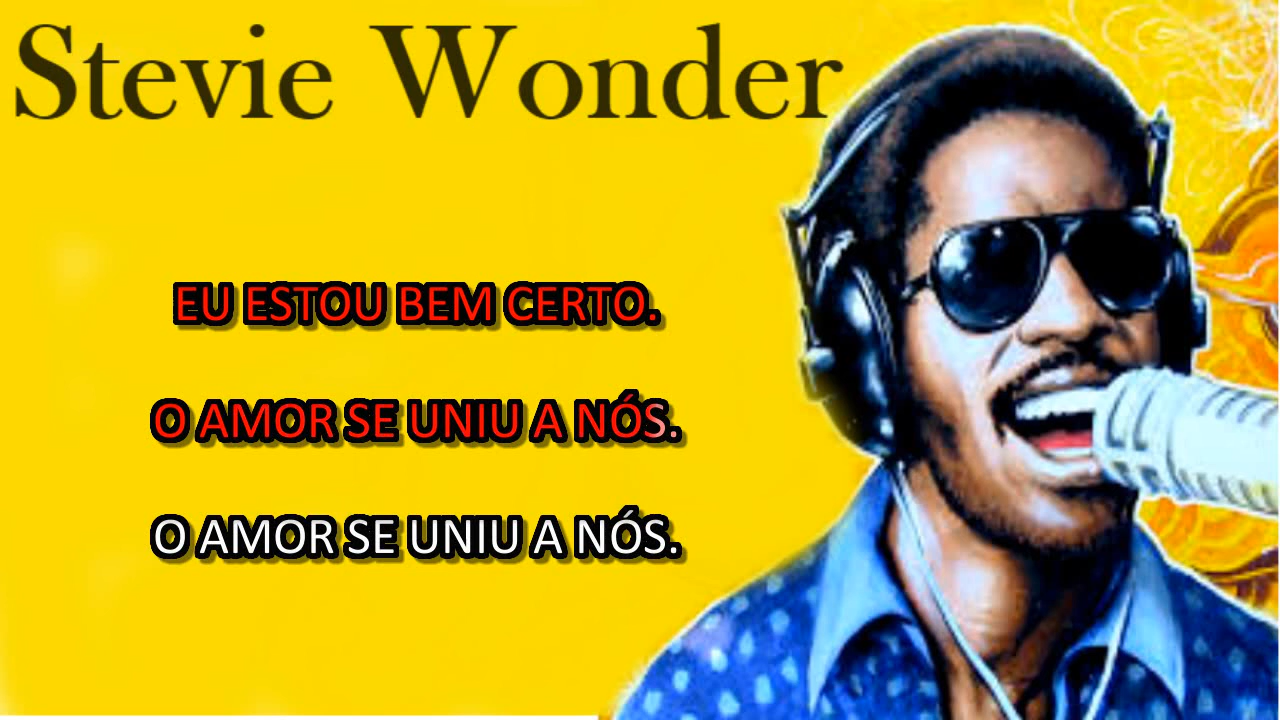 Stevie Wonder
EU ESTOU BEM CERTO.
O AMOR SE UNIU A NÓS.
O AMOR SE UNIU A NÓS.